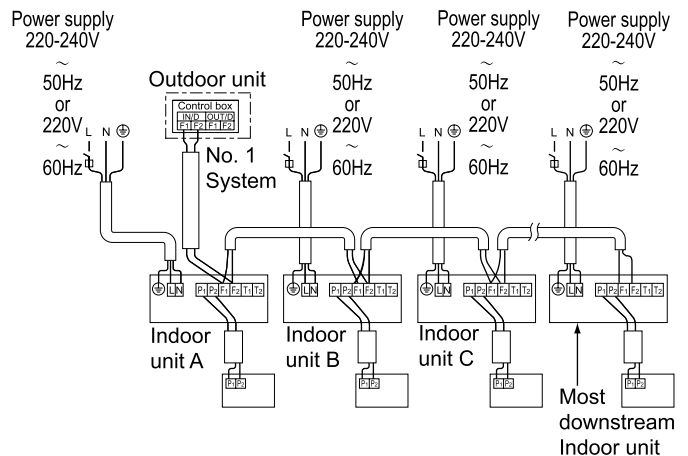 Power supply
220-240V
~
50Hz
or
220V
~
60Hz
L N
Outdoor unit
Control box
IN/D OUT/D
F1 F2 F1 F2
No. 1
System
Power supply
220-240V
~
50Hz
or
220V
~
60Hz
L N
Power supply
220-240V
~
50Hz
or
220V
~
60Hz
L N
Power supply
220-240V
~
50Hz
or
220V
~
60Hz
L N
L N
P1 P2 F1 F2 T1 T2
Indoor
unit A
P1 P2
L N
P1 P2 F1 F2 T1 T2
Indoor
unit B
P1 P2
L N
P1 P2 F1 F2 T1 T2
Indoor
unit C
P1 P2
L N
P1 P2 F1 F2 T1 T2
Most
downstream
Indoor unit
P1 P2